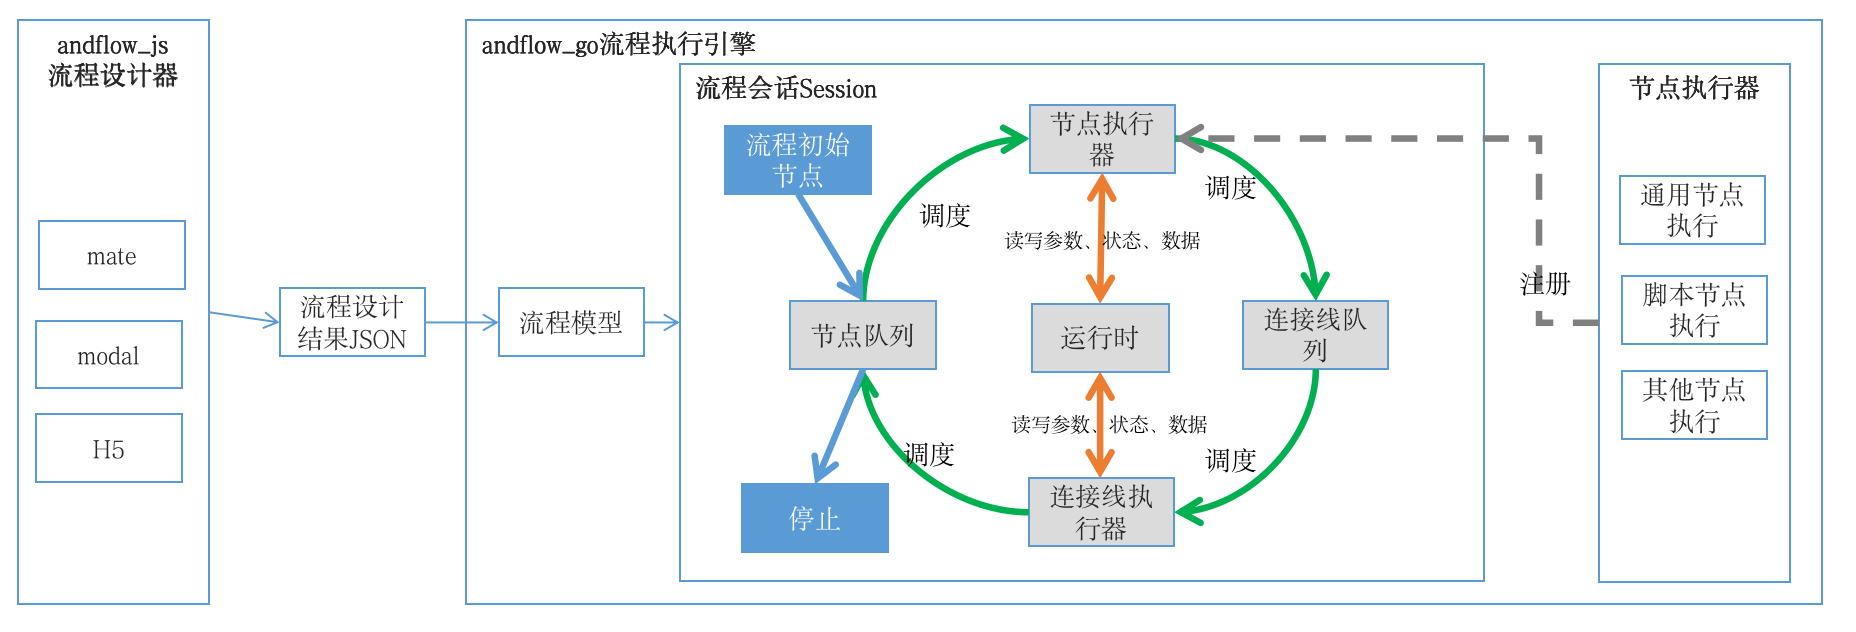 andflow_js
流程设计器
mate
modal
H5
流程设计
结果JSON
andflow_go流程执行引擎
流程模型
流程会话Session
流程初始
节点
调度
节点执行
器
调度
读写参数、状态、数据
节点队列
运行时
连接线队
列
读写参数、状态、数据
调度
调度
停止
连接线执
行器
注册
节点执行器
通用节点
执行
脚本节点
执行
其他节点
执行